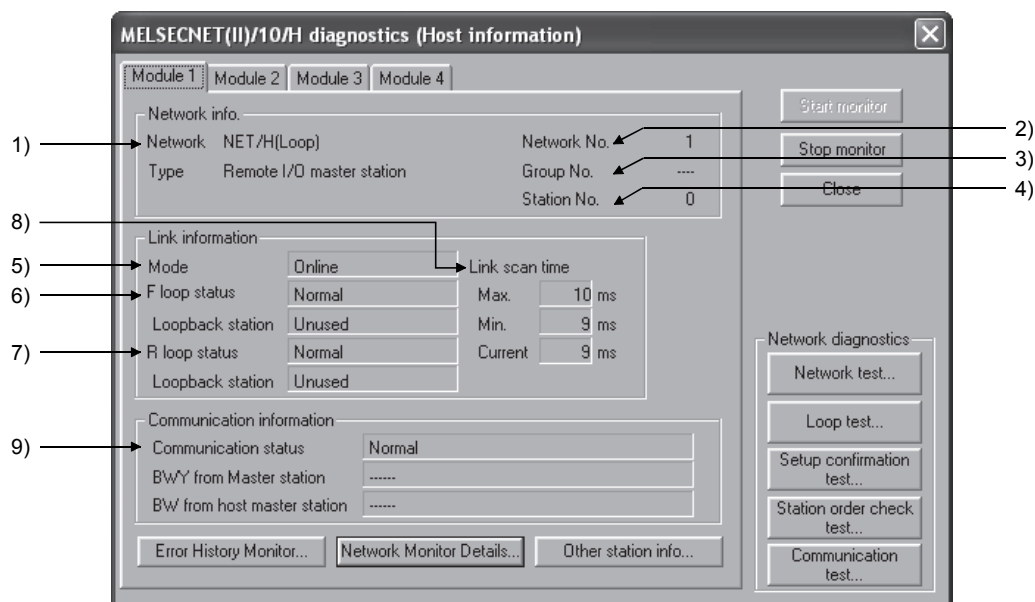 MELSECNET(II)/10/H diagnostics (Host information)
Module 1 Module 2 Module 3 Module 4
Network info.
1) Network NET/H(Loop) Network No. 1 2)
Type Remote I/O master station Group No. ---- 3)
Station No. 0 4)
Start monitor
Stop monitor
Close
8)
Link information
5) Mode Online Link scan time
6) F loop status Normal Max. 10 ms
Loopback station Unused Min. 9 ms
7) R loop status Normal Current 9 ms
Loopback station Unused
Communication information
9) Communication status Normal
BWY from Master station ------
BW from host master station ------
Error History Monitor... Network Monitor Details... Other station info...
Network diagnostics
Network test...
Loop test...
Setup confirmation
test...
Station order check
test...
Communication
test...